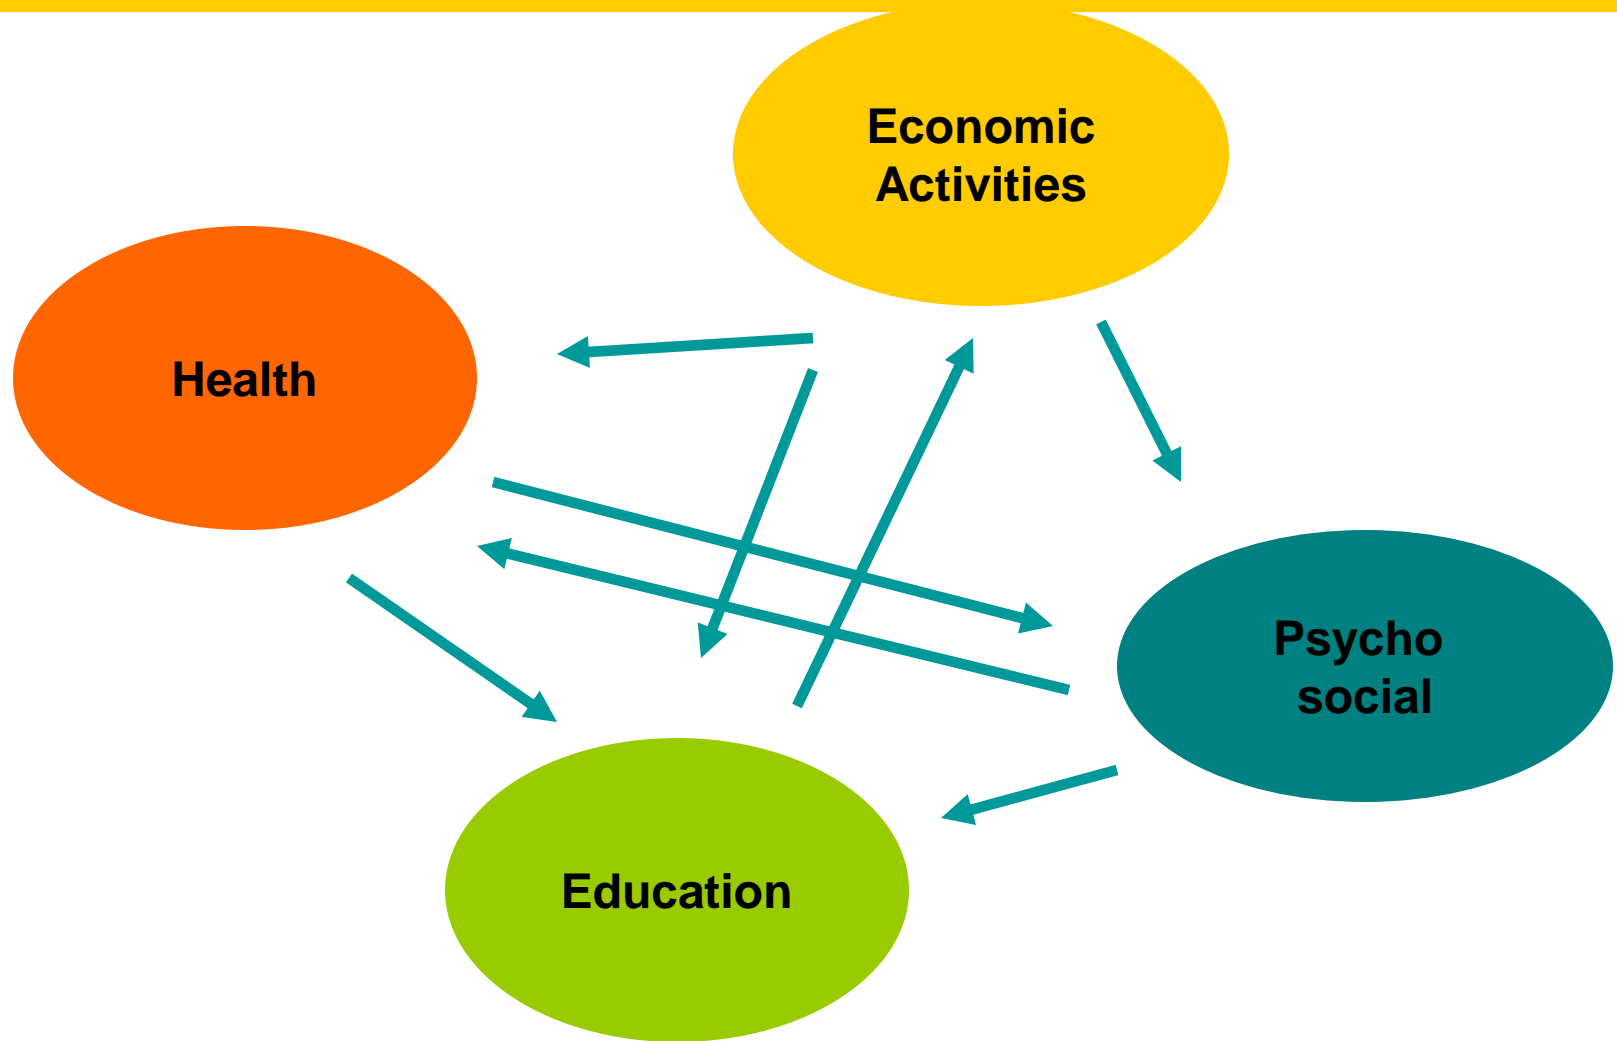 Economic
Activities
Health
Psycho
social
Education